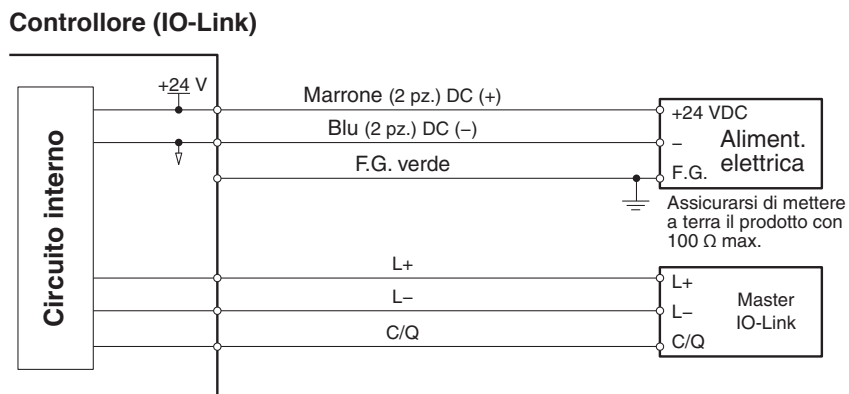 Controllore (IO-Link)
Circuito interno
+24 V
Marrone (2 pz.) DC (+)
Blu (2 pz.) DC (−)
F.G. verde
+24 VDC
−
F.G.
Aliment.
elettrica
Assicurarsi di mettere
a terra il prodotto con
100 Ω max.
L+
L−
C/Q
L+
L−
C/Q
Master
IO-Link